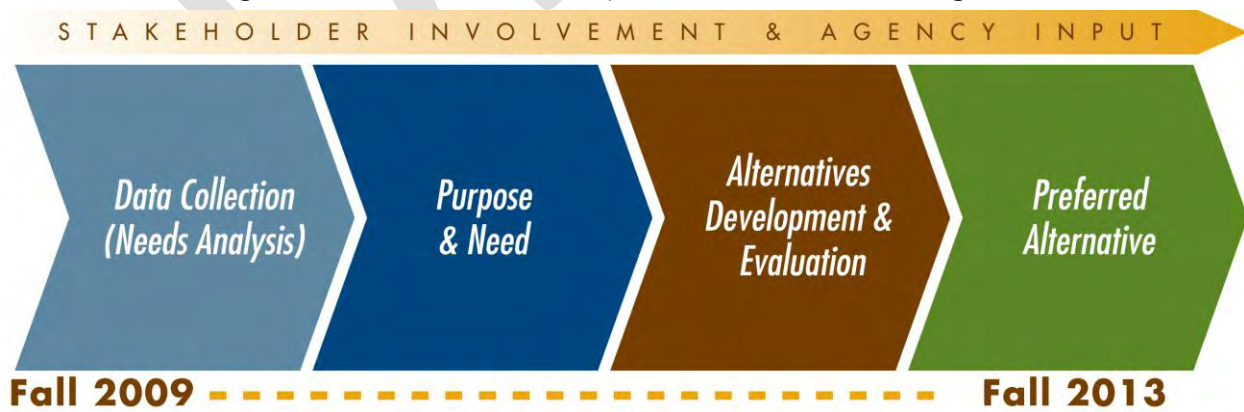 STAKEHOLDER INVOLVEMENT & AGENCY INPUT
Data Collection
(Needs Analysis)
Purpose
& Need
Alternatives
Development &
Evaluation
Preferred
Alternative
Fall 2009
Fall 2013